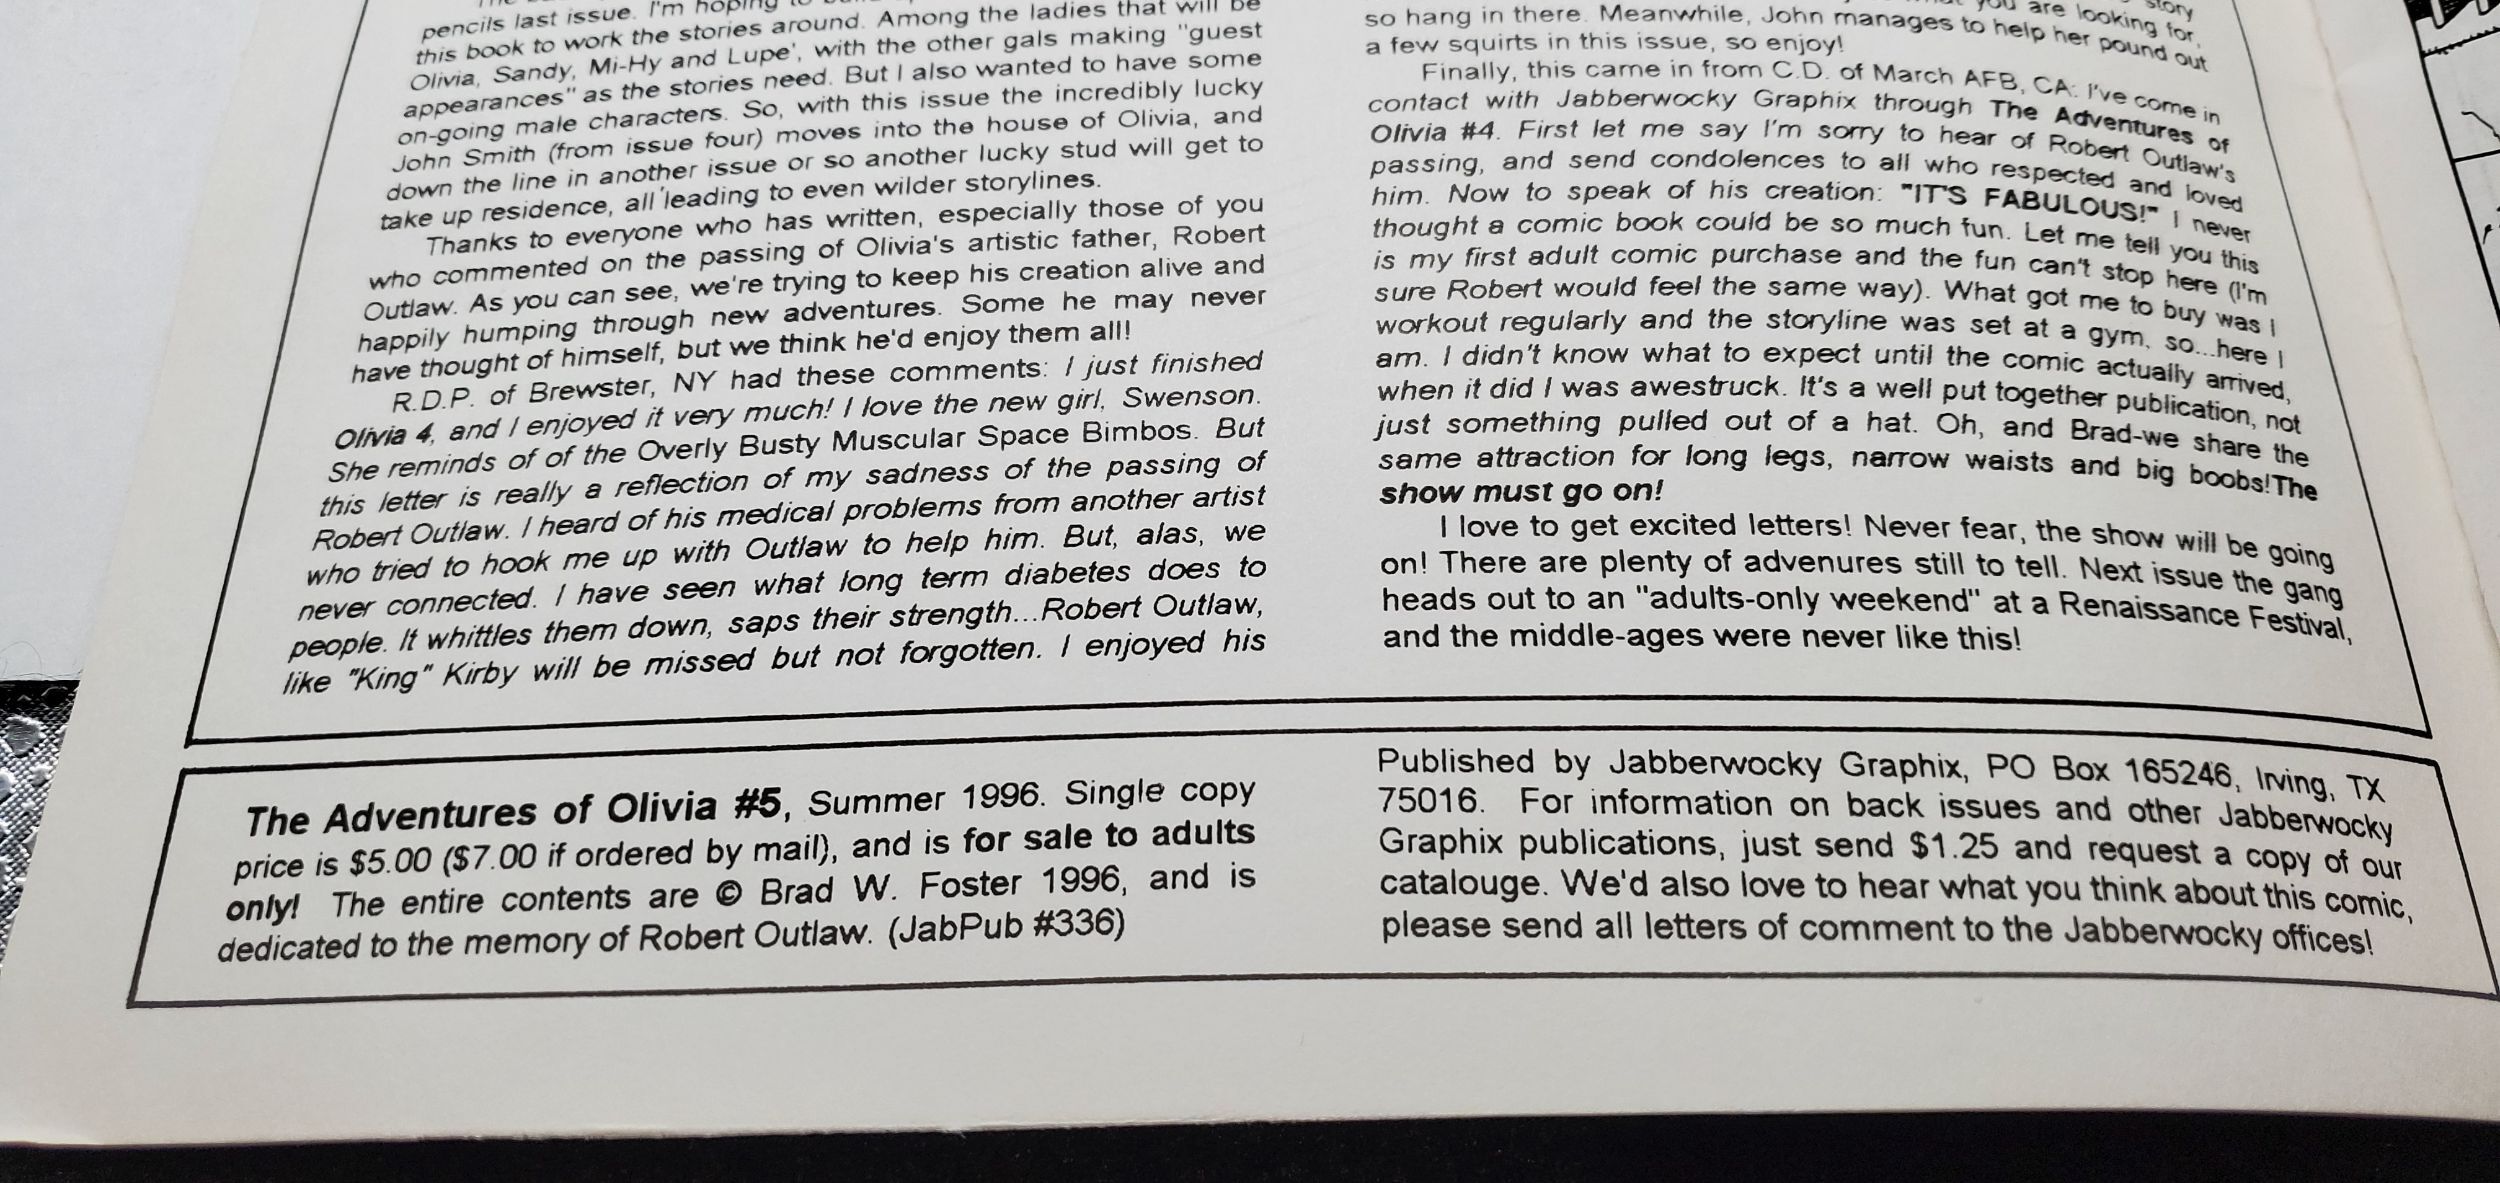 pencils last issue. I'm hoping to
this book to work the stories around. Among the ladies that will be
Olivia, Sandy, Mi-Hy and Lupe', with the other gals making "guest
appearances" as the stories need. But I also wanted to have some
on-going male characters. So, with this issue the incredibly lucky
John Smith (from issue four) moves into the house of Olivia, and
down the line in another issue or so another lucky stud will get to
take up residence, all leading to even wilder storylines.
Thanks to everyone who has written, especially those of you
who commented on the passing of Olivia's artistic father, Robert
Outlaw. As you can see, we're trying to keep his creation alive and
happily humping through new adventures. Some he may never
have thought of himself, but we think he'd enjoy them all!
R.D.P. of Brewster, NY had these comments: I just finished
Olivia 4, and I enjoyed it very much! I love the new girl, Swenson.
She reminds of of the Overly Busty Muscular Space Bimbos. But
this letter is really a reflection of my sadness of the passing of
Robert Outlaw. I heard of his medical problems from another artist
who tried to hook me up with Outlaw to help him. But, alas, we
never connected. I have seen what long term diabetes does to
people. It whittles them down, saps their strength...Robert Outlaw,
like "King" Kirby will be missed but not forgotten. I enjoyed his
story
you are looking for,
so hang in there. Meanwhile, John manages to help her pound out
a few squirts in this issue, so enjoy!
Finally, this came in from C.D. of March AFB, CA: I've come in
contact with Jabberwocky Graphix through The Adventures of
Olivia #4. First let me say I'm sorry to hear of Robert Outlaw's
passing, and send condolences to all who respected and loved
him. Now to speak of his creation: "IT'S FABULOUS!" I never
thought a comic book could be so much fun. Let me tell you this
is my first adult comic purchase and the fun can't stop here (I'm
sure Robert would feel the same way). What got me to buy was I
workout regularly and the storyline was set at a gym, so...here I
am. I didn't know what to expect until the comic actually arrived,
when it did I was awestruck. It's a well put together publication, not
just something pulled out of a hat. Oh, and Brad-we share the
same attraction for long legs, narrow waists and big boobs!The
show must go on!
I love to get excited letters! Never fear, the show will be going
on! There are plenty of advenures still to tell. Next issue the gang
heads out to an "adults-only weekend" at a Renaissance Festival,
and the middle-ages were never like this!
The Adventures of Olivia #5, Summer 1996. Single copy
price is $5.00 ($7.00 if ordered by mail), and is for sale to adults
only! The entire contents are © Brad W. Foster 1996, and is
dedicated to the memory of Robert Outlaw. (JabPub #336)
Published by Jabberwocky Graphix, PO Box 165246, Irving, TX
75016. For information on back issues and other Jabberwocky
Graphix publications, just send $1.25 and request a copy of our
catalouge. We'd also love to hear what you think about this comic,
please send all letters of comment to the Jabberwocky offices!